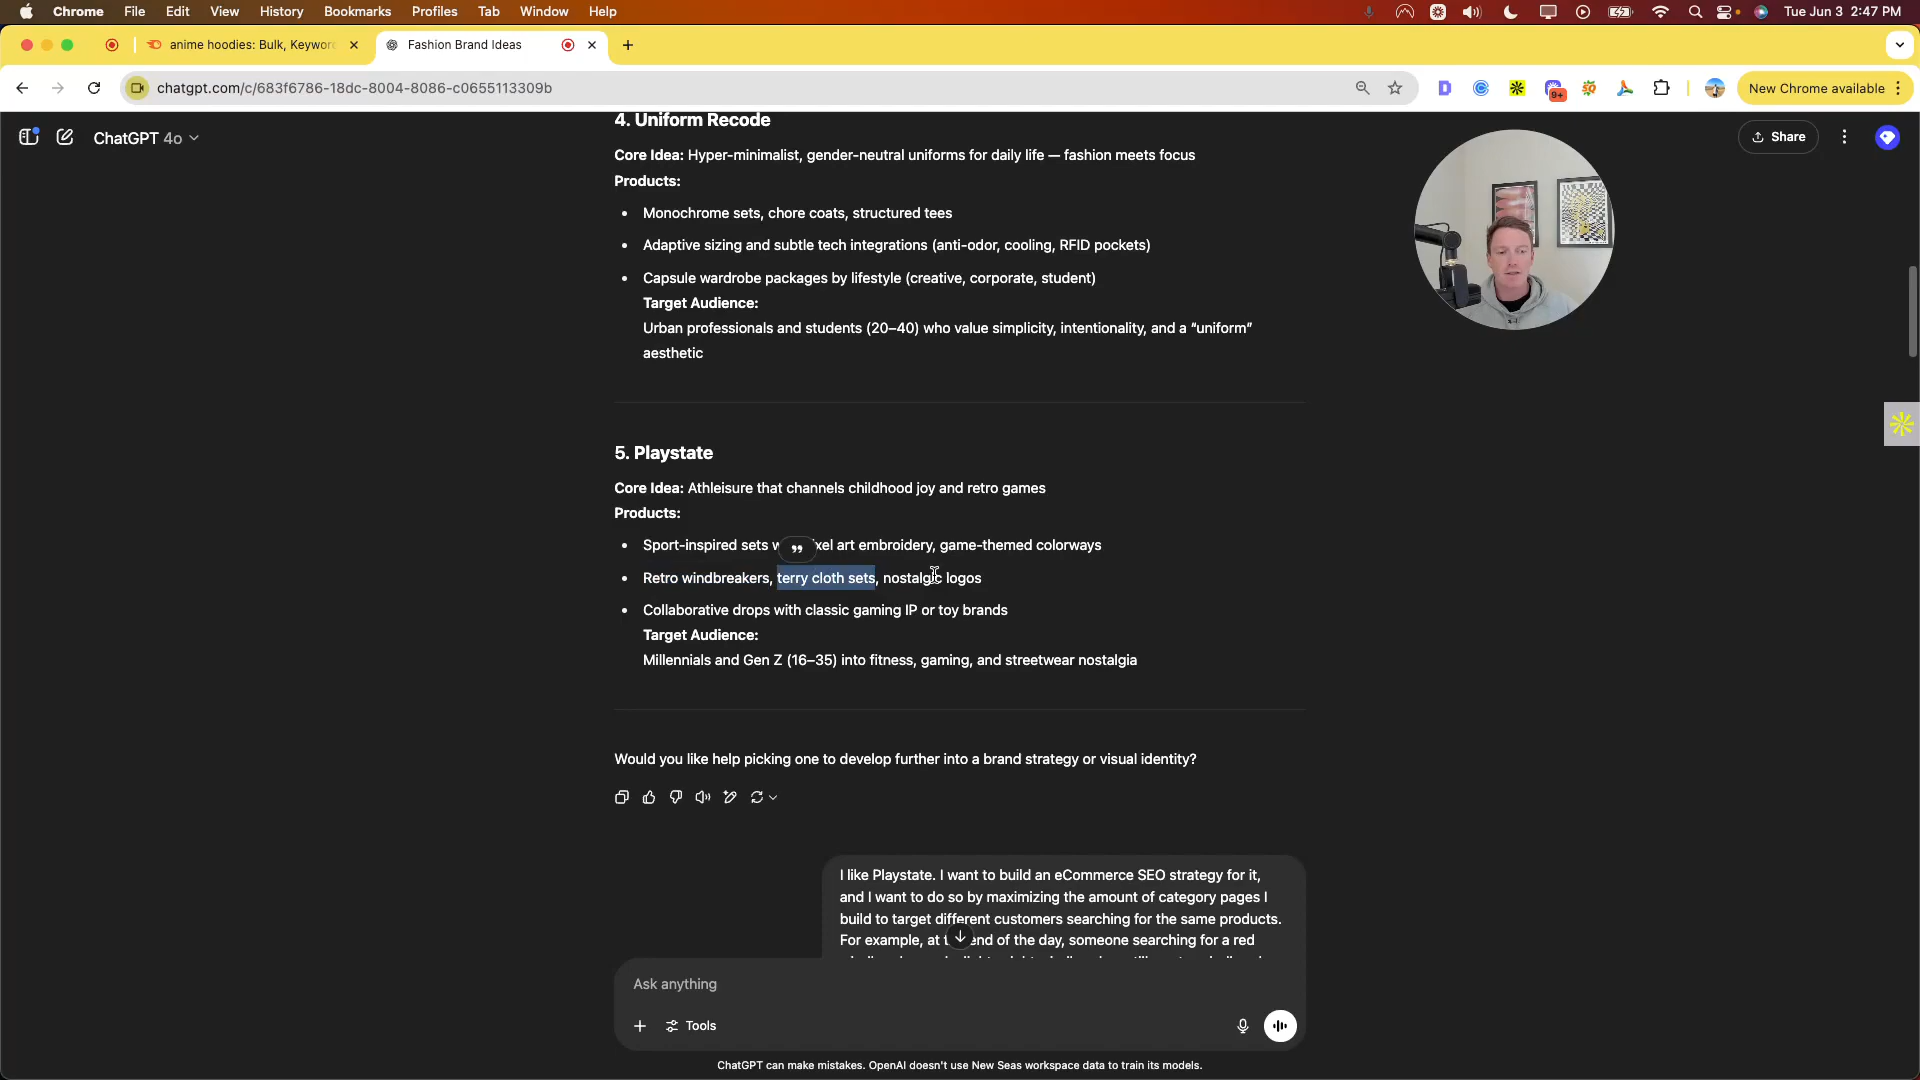 Chrome File Edit View History Bookmarks Profiles Tab Window Help Tue Jun 3 2:47 PM
anime hoodies: Bulk, Keywor
Fashion Brand Ideas
chatgpt.com/c/683f6786-18dc-8004-8086-c0655113309b
9+
New Chrome available
ChatGPT 4o
Share
4. Uniform Recode
Core Idea: Hyper-minimalist, gender-neutral uniforms for daily life — fashion meets focus
Products:
• Monochrome sets, chore coats, structured tees
• Adaptive sizing and subtle tech integrations (anti-odor, cooling, RFID pockets)
• Capsule wardrobe packages by lifestyle (creative, corporate, student)
Target Audience:
Urban professionals and students (20–40) who value simplicity, intentionality, and a “uniform”
aesthetic
5. Playstate
Core Idea: Athleisure that channels childhood joy and retro games
Products:
• Sport-inspired sets w xel art embroidery, game-themed colorways
• Retro windbreakers, terry cloth sets, nostalgic logos
• Collaborative drops with classic gaming IP or toy brands
Target Audience:
Millennials and Gen Z (16–35) into fitness, gaming, and streetwear nostalgia
Would you like help picking one to develop further into a brand strategy or visual identity?
I like Playstate. I want to build an eCommerce SEO strategy for it,
and I want to do so by maximizing the amount of category pages I
build to target different customers searching for the same products.
For example, at end of the day, someone searching for a red
Ask anything
Tools
ChatGPT can make mistakes. OpenAI doesn't use New Seas workspace data to train its models.